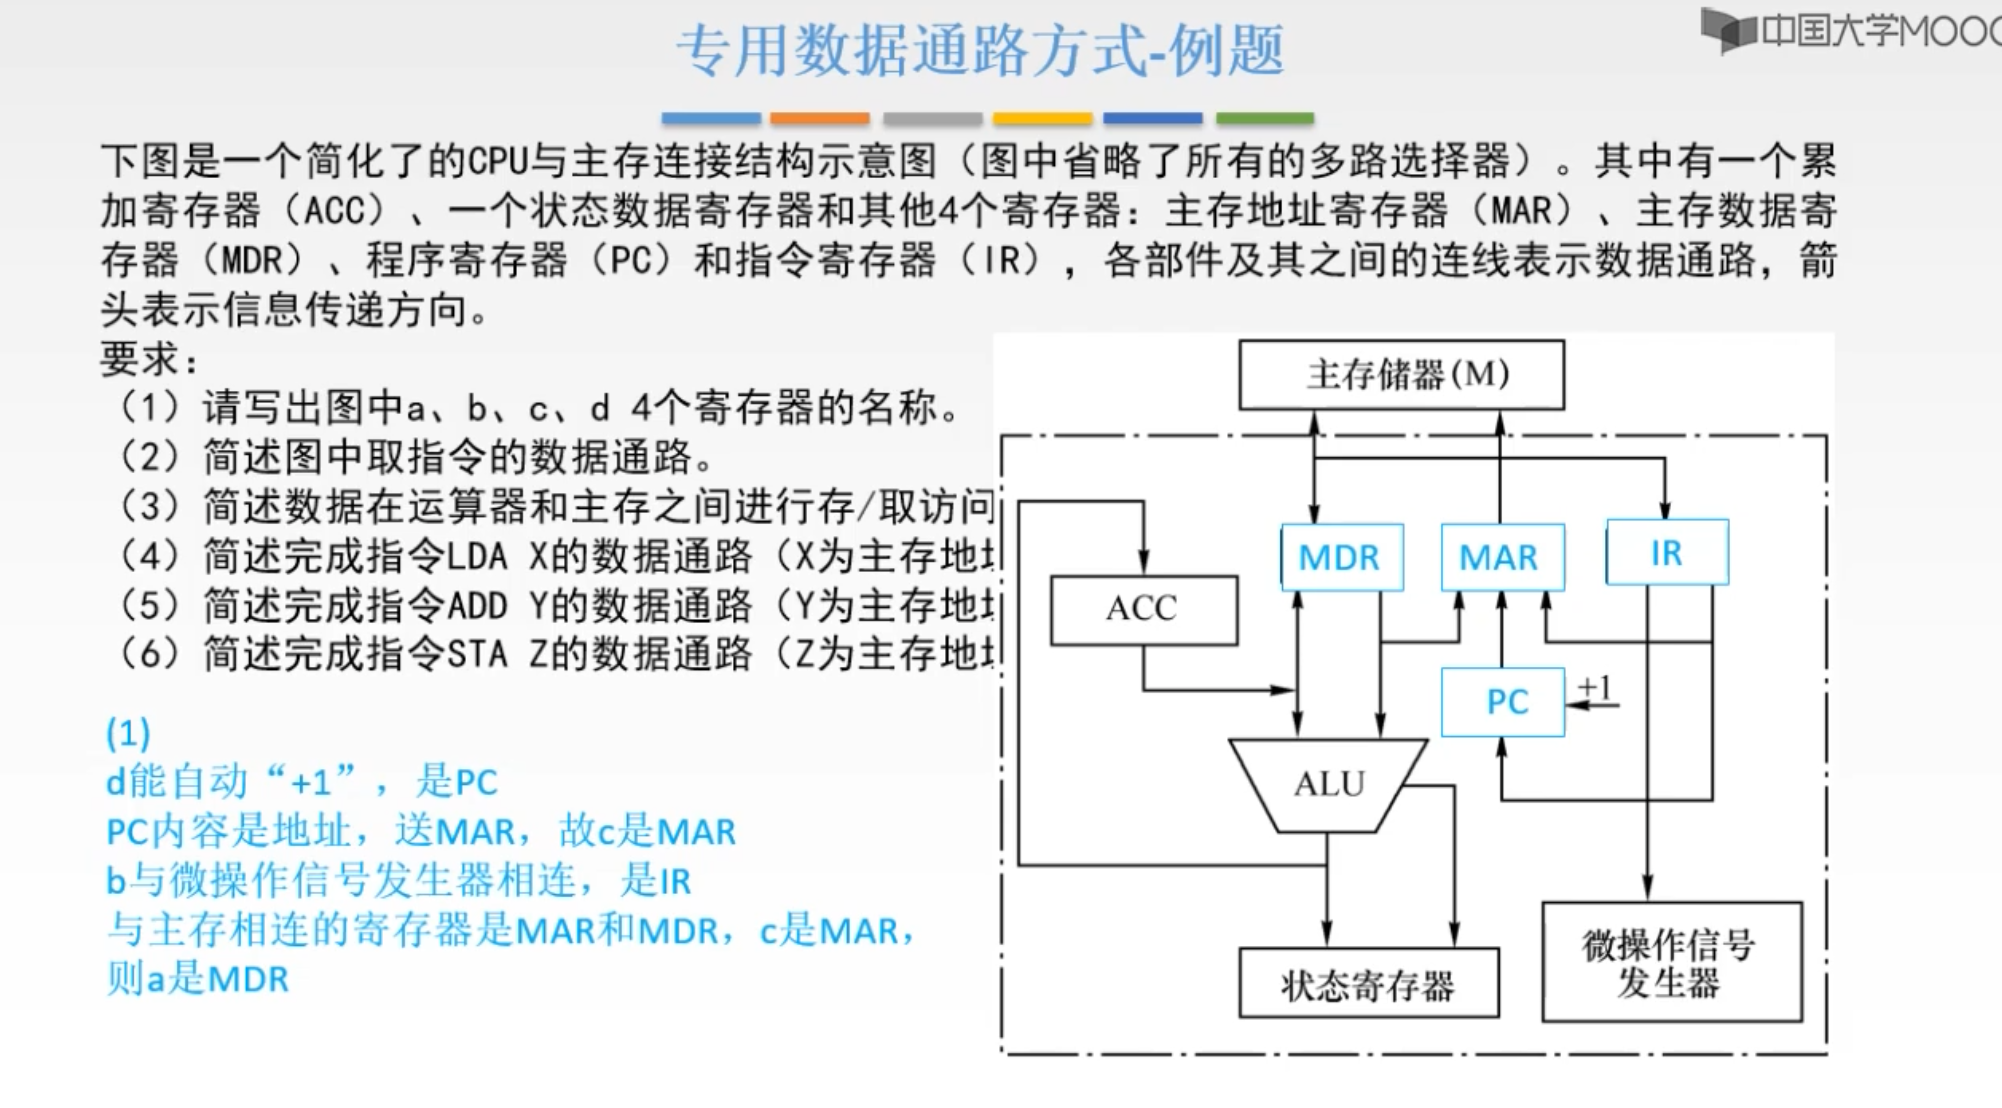 专用数据通路方式-例题
中国大学MOOC
下图是一个简化了的CPU与主存连接结构示意图（图中省略了所有的多路选择器）。其中有一个累
加寄存器（ACC）、一个状态数据寄存器和其他4个寄存器：主存地址寄存器（MAR）、主存数据寄
存器（MDR）、程序寄存器（PC）和指令寄存器（IR），各部件及其之间的连线表示数据通路，箭
头表示信息传递方向。
要求：
（1）请写出图中a、b、c、d 4个寄存器的名称。
（2）简述图中取指令的数据通路。
（3）简述数据在运算器和主存之间进行存/取访问
（4）简述完成指令LDA X的数据通路（X为主存地
（5）简述完成指令ADD Y的数据通路（Y为主存地
（6）简述完成指令STA Z的数据通路（Z为主存地
(1)
d能自动“+1”，是PC
PC内容是地址，送MAR，故c是MAR
b与微操作信号发生器相连，是IR
与主存相连的寄存器是MAR和MDR，c是MAR，
则a是MDR
主存储器(M)
MDR
MAR
IR
ACC
PC
+1
ALU
状态寄存器
微操作信号
发生器